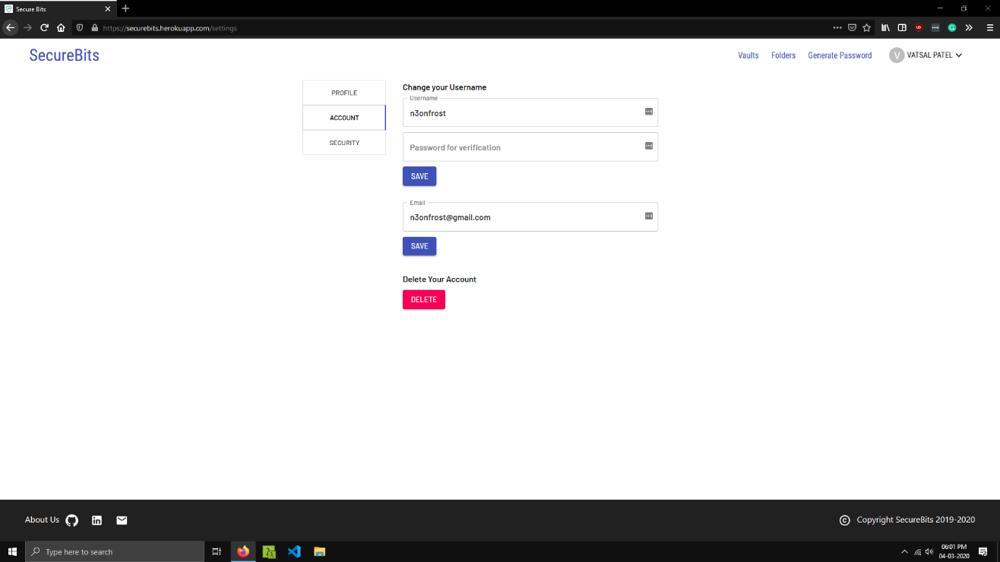 Secure Bits
https://securebits.herokuapp.com/settings
SecureBits
Vaults
Folders
Generate Password
V
VATSAL PATEL
PROFILE
ACCOUNT
SECURITY
Change your Username
Username
n3onfrost
Password for verification
SAVE
Email
n3onfrost@gmail.com
SAVE
Delete Your Account
DELETE
About Us
Copyright SecureBits 2019-2020
Type here to search
06:01 PM
04-03-2020